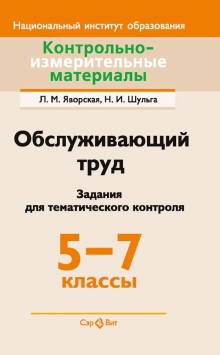 Национальный институт образования
Контрольно-
измерительные
материалы
Л. М. Яворская, Н. И. Шульга
Обслуживающий
труд
Задания
для тематического контроля
5–7
классы
Сэр Вит